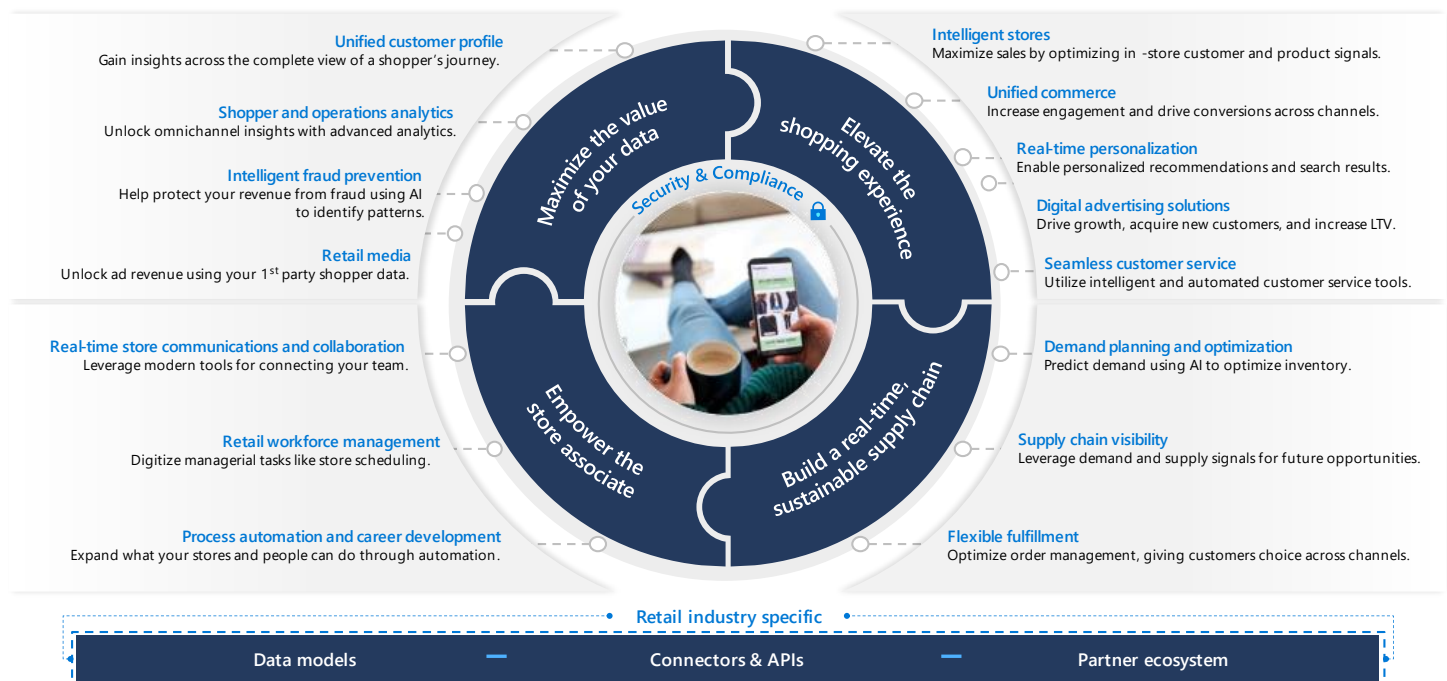 Unified customer profile
Gain insights across the complete view of a shopper's journey.
Shopper and operations analytics
Unlock omnichannel insights with advanced analytics.
Intelligent fraud prevention
Help protect your revenue from fraud using AI
to identify patterns.
Retail media
Unlock ad revenue using your 1st party shopper data.
Real-time store communications and collaboration
Leverage modern tools for connecting your team.
Retail workforce management
Digitize managerial tasks like store scheduling.
Process automation and career development
Expand what your stores and people can do through automation.
Maximize the value
of your data
Elevate the
shopping experience
Security & Compliance
Empower the
store associate
Build a real-time,
sustainable supply chain
Intelligent stores
Maximize sales by optimizing in -store customer and product signals.
Unified commerce
Increase engagement and drive conversions across channels.
Real-time personalization
Enable personalized recommendations and search results.
Digital advertising solutions
Drive growth, acquire new customers, and increase LTV.
Seamless customer service
Utilize intelligent and automated customer service tools.
Demand planning and optimization
Predict demand using AI to optimize inventory.
Supply chain visibility
Leverage demand and supply signals for future opportunities.
Flexible fulfillment
Optimize order management, giving customers choice across channels.
Retail industry specific
Data models
Connectors & APIs
Partner ecosystem